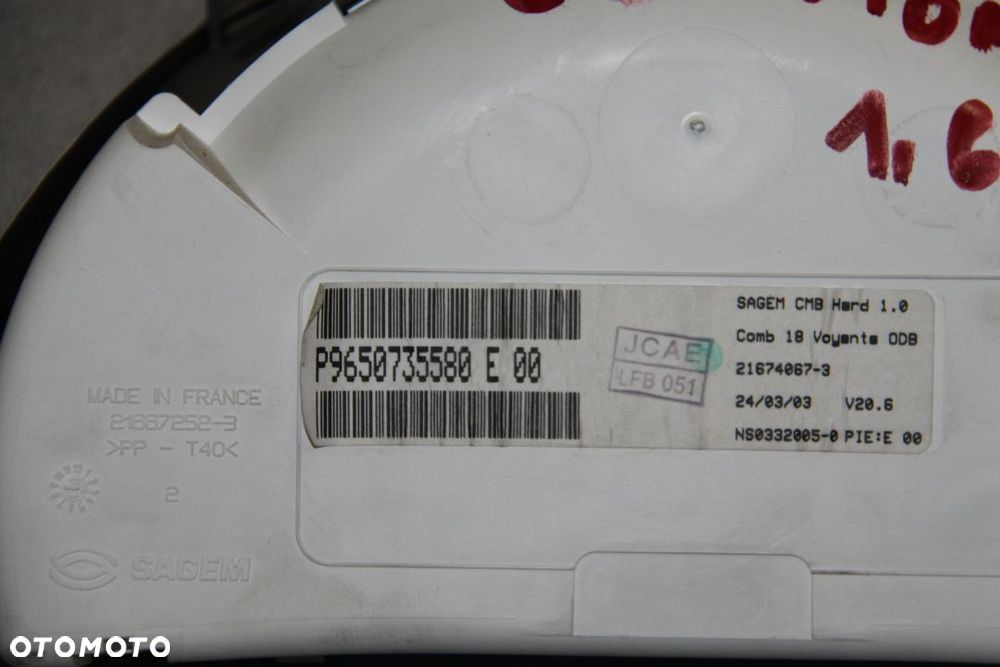 1.6
P9650735580 E 00
SAGEM CMB Hard 1.0
Comb 18 Voyants ODB
21674067-3
24/03/03 V20.6
NS0332005-0 PIE:E 00
JCAE
LFB 051
MADE IN FRANCE
21667252-3
>PP - T40<
2
SAGEM
OTOMOTO